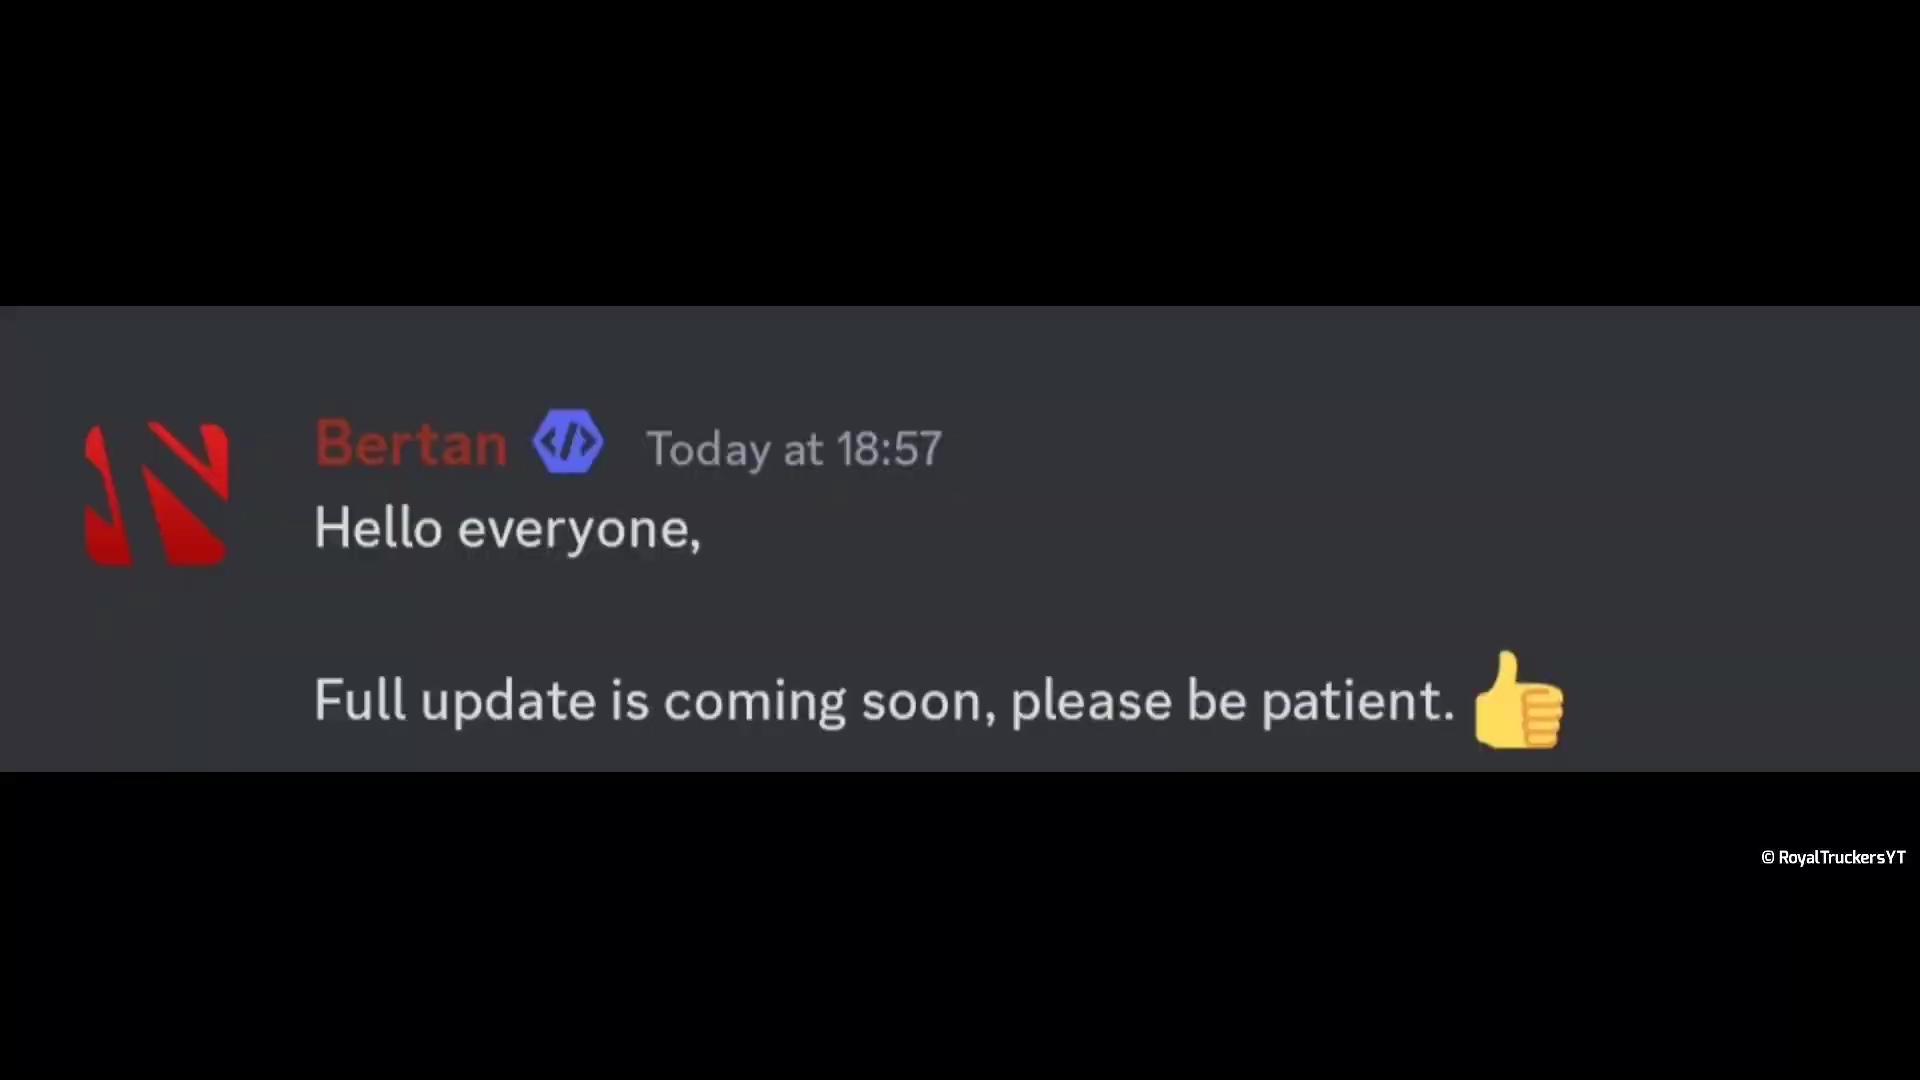 Bertan Today at 18:57
Hello everyone,
Full update is coming soon, please be patient. 👍
© RoyalTruckersYT